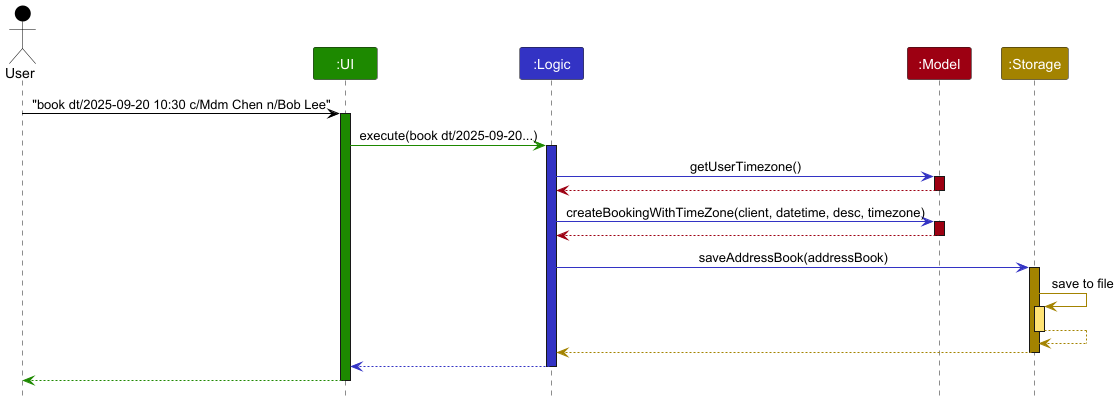 User
:UI
:Logic
:Model
:Storage
"book dt/2025-09-20 10:30 c/Mdm Chen n/Bob Lee"
execute(book dt/2025-09-20...)
getUserTimezone()
createBookingWithTimeZone(client, datetime, desc, timezone)
saveAddressBook(addressBook)
save to file